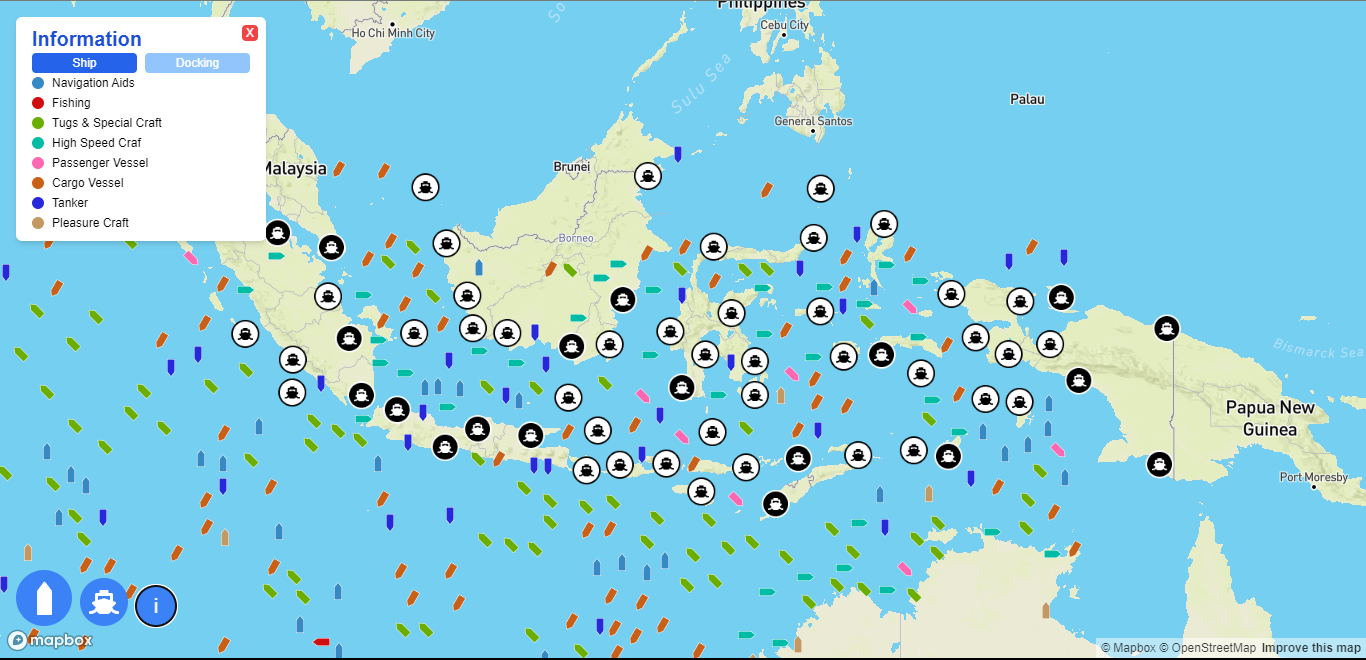 Philippines
So
Ho Chi Minh City
Cebu City
Information
X
Ship
Docking
Navigation Aids
Fishing
Tugs & Special Craft
High Speed Craf
Passenger Vessel
Cargo Vessel
Tanker
Pleasure Craft
Sulu Sea
Palau
General Santos
Malaysia
Brunei
Borneo
Bismarck Sea
Papua New
Guinea
Port Moresby
i
mapbox
© Mapbox © OpenStreetMap Improve this map